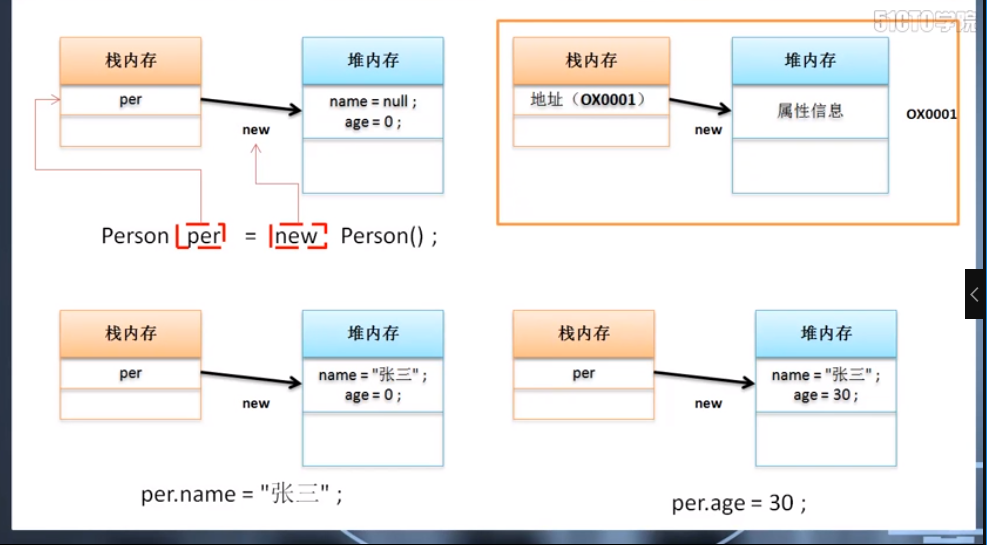 51CTO学院
栈内存
堆内存
per
name = null ;
age = 0 ;
new
Person per = new Person() ;
栈内存
堆内存
地址（OX0001）
属性信息
OX0001
new
栈内存
堆内存
per
name = "张三" ;
age = 0 ;
new
per.name = "张三" ;
栈内存
堆内存
per
name = "张三" ;
age = 30 ;
new
per.age = 30 ;